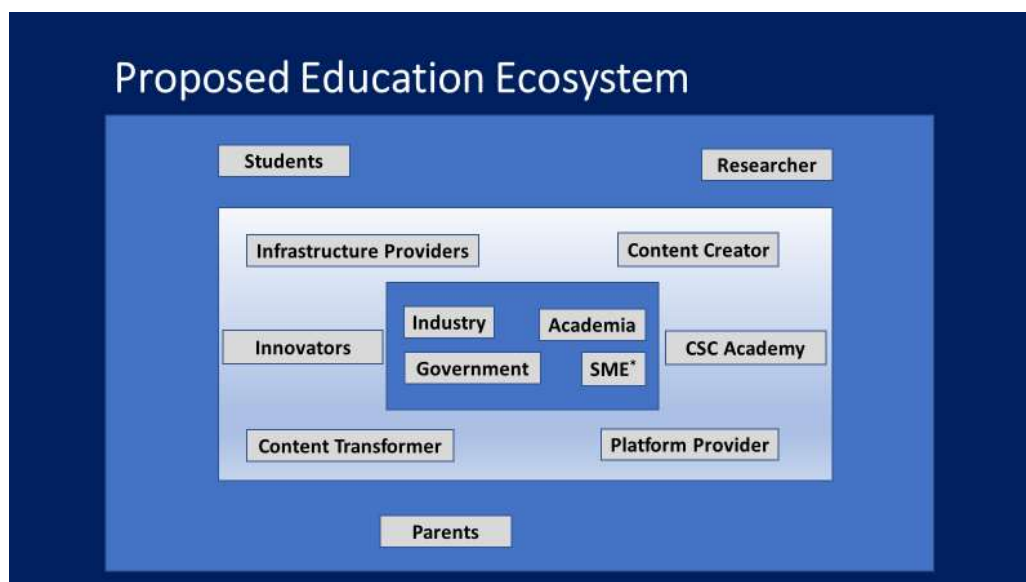 Proposed Education Ecosystem
Students
Researcher
Infrastructure Providers
Content Creator
Industry
Academia
Innovators
CSC Academy
Government
SME*
Content Transformer
Platform Provider
Parents